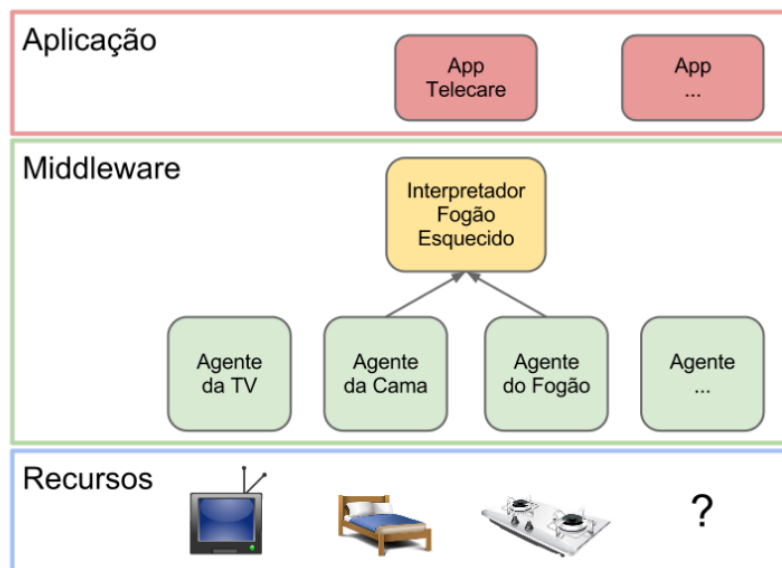 Aplicação
App
Telecare
App
...
Middleware
Interpretador
Fogão
Esquecido
Agente
da TV
Agente
da Cama
Agente
do Fogão
Agente
...
Recursos
?